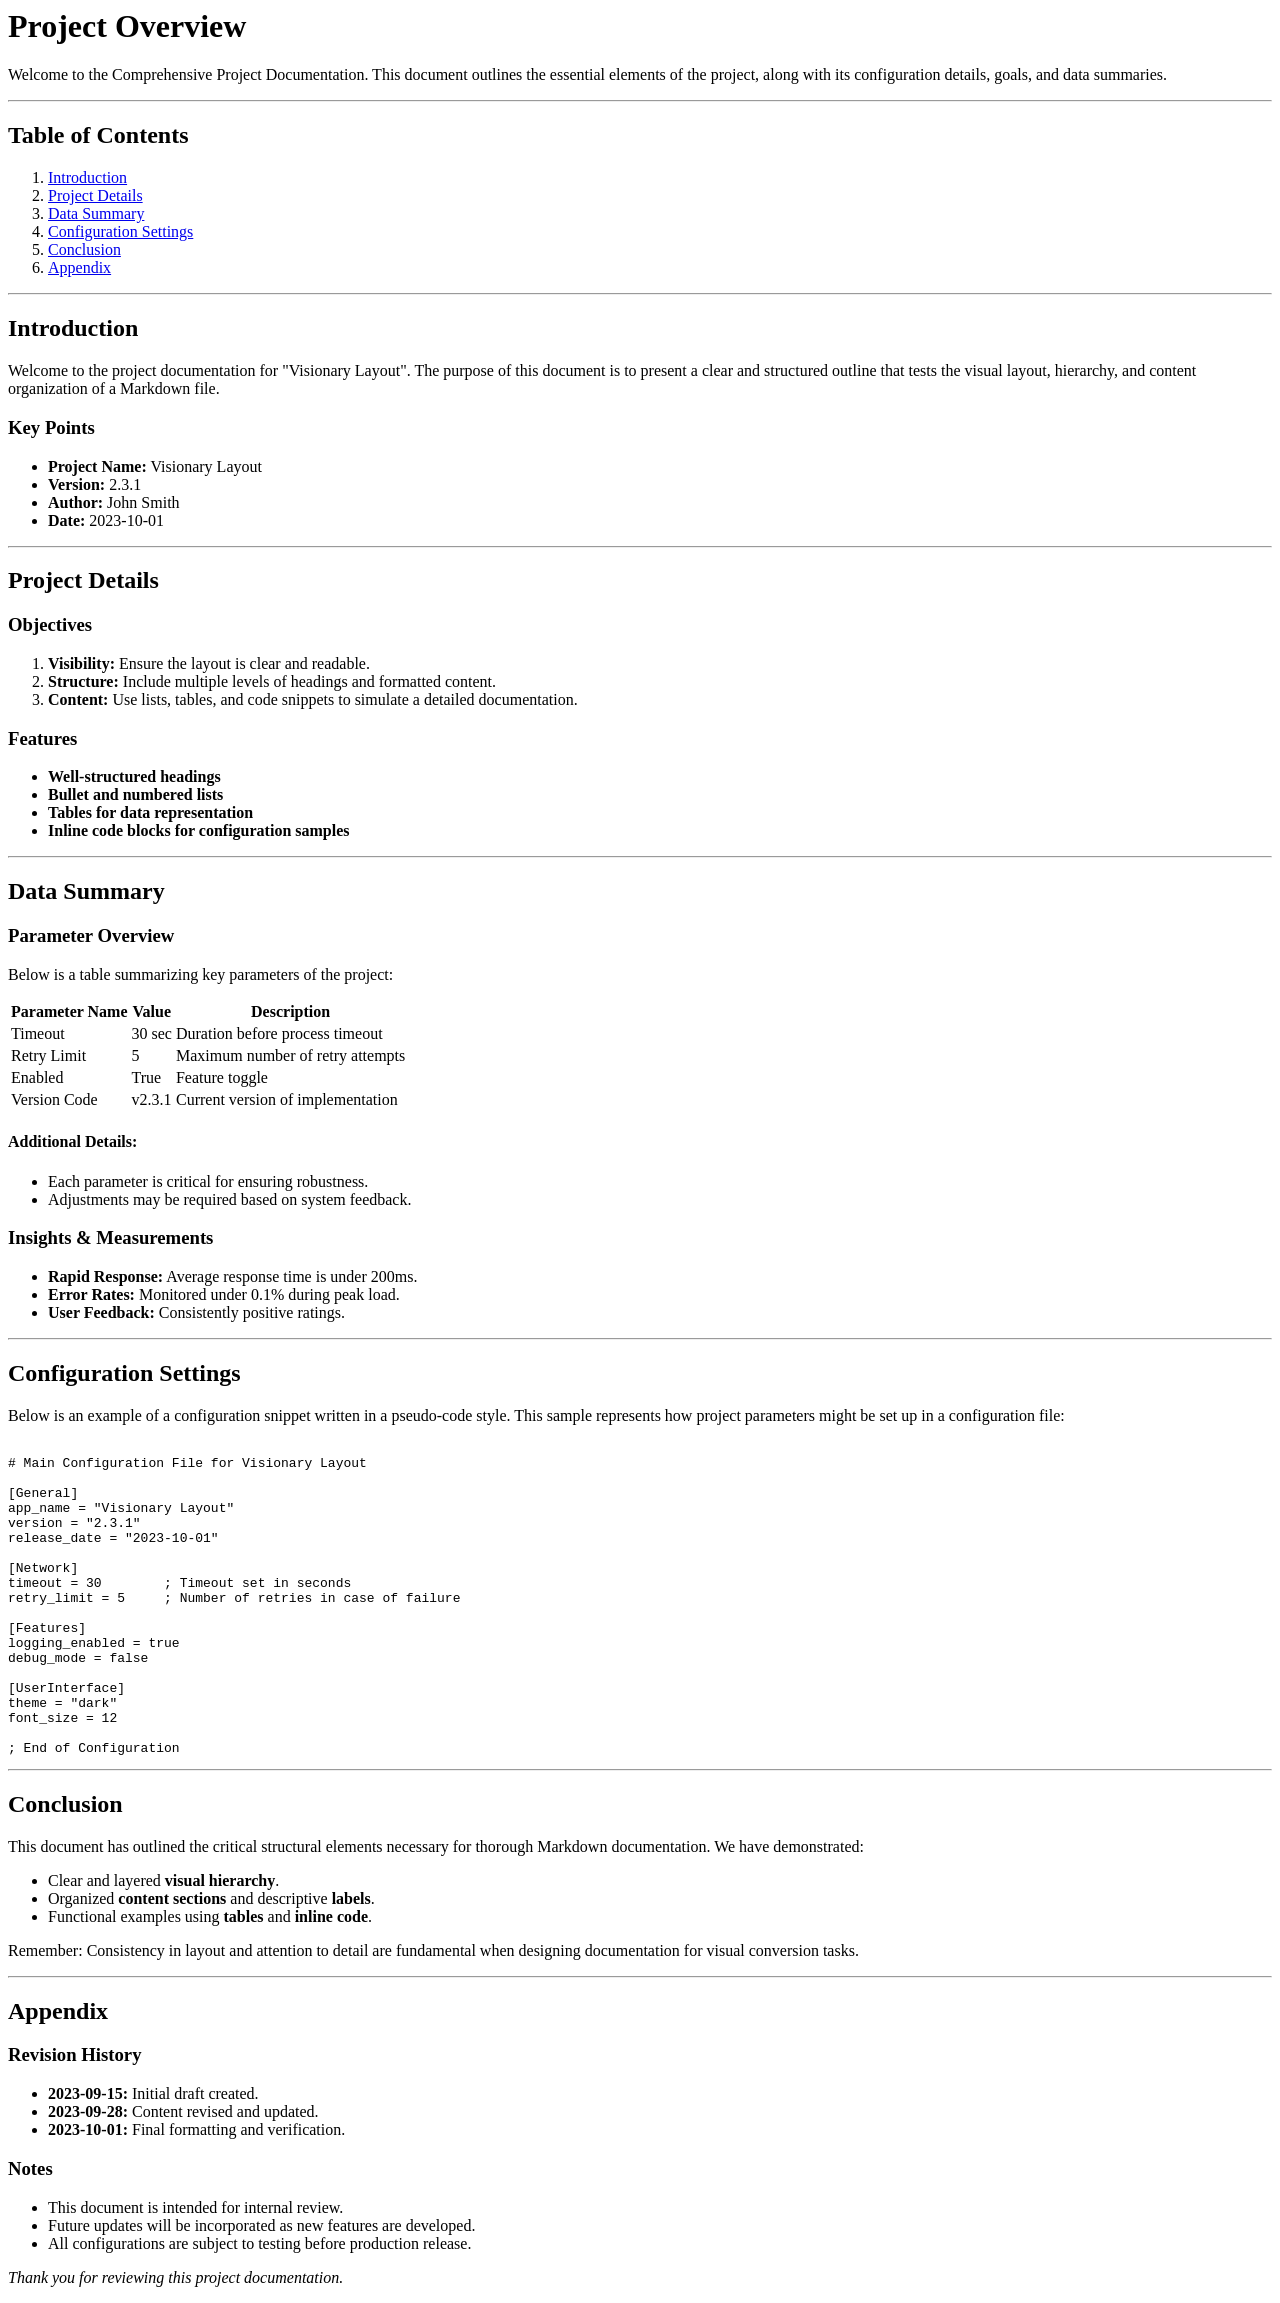 Project Overview
Welcome to the Comprehensive Project Documentation. This document outlines the essential elements of the project, along with its configuration details, goals, and data summaries.
Table of Contents
1. Introduction
2. Project Details
3. Data Summary
4. Configuration Settings
5. Conclusion
6. Appendix
Introduction
Welcome to the project documentation for "Visionary Layout". The purpose of this document is to present a clear and structured outline that tests the visual layout, hierarchy, and content
organization of a Markdown file.
Key Points
• Project Name: Visionary Layout
• Version: 2.3.1
• Author: John Smith
• Date: 2023-10-01
Project Details
Objectives
1. Visibility: Ensure the layout is clear and readable.
2. Structure: Include multiple levels of headings and formatted content.
3. Content: Use lists, tables, and code snippets to simulate a detailed documentation.
Features
• Well-structured headings
• Bullet and numbered lists
• Tables for data representation
• Inline code blocks for configuration samples
Data Summary
Parameter Overview
Below is a table summarizing key parameters of the project:
Parameter Name Value Description
Timeout 30 sec Duration before process timeout
Retry Limit 5 Maximum number of retry attempts
Enabled True Feature toggle
Version Code v2.3.1 Current version of implementation
Additional Details:
• Each parameter is critical for ensuring robustness.
• Adjustments may be required based on system feedback.
Insights & Measurements
• Rapid Response: Average response time is under 200ms.
• Error Rates: Monitored under 0.1% during peak load.
• User Feedback: Consistently positive ratings.
Configuration Settings
Below is an example of a configuration snippet written in a pseudo-code style. This sample represents how project parameters might be set up in a configuration file:
# Main Configuration File for Visionary Layout
[General]
app_name = "Visionary Layout"
version = "2.3.1"
release_date = "2023-10-01"
[Network]
timeout = 30        ; Timeout set in seconds
retry_limit = 5     ; Number of retries in case of failure
[Features]
logging_enabled = true
debug_mode = false
[UserInterface]
theme = "dark"
font_size = 12
; End of Configuration
Conclusion
This document has outlined the critical structural elements necessary for thorough Markdown documentation. We have demonstrated:
• Clear and layered visual hierarchy.
• Organized content sections and descriptive labels.
• Functional examples using tables and inline code.
Remember: Consistency in layout and attention to detail are fundamental when designing documentation for visual conversion tasks.
Appendix
Revision History
• 2023-09-15: Initial draft created.
• 2023-09-28: Content revised and updated.
• 2023-10-01: Final formatting and verification.
Notes
• This document is intended for internal review.
• Future updates will be incorporated as new features are developed.
• All configurations are subject to testing before production release.
Thank you for reviewing this project documentation.